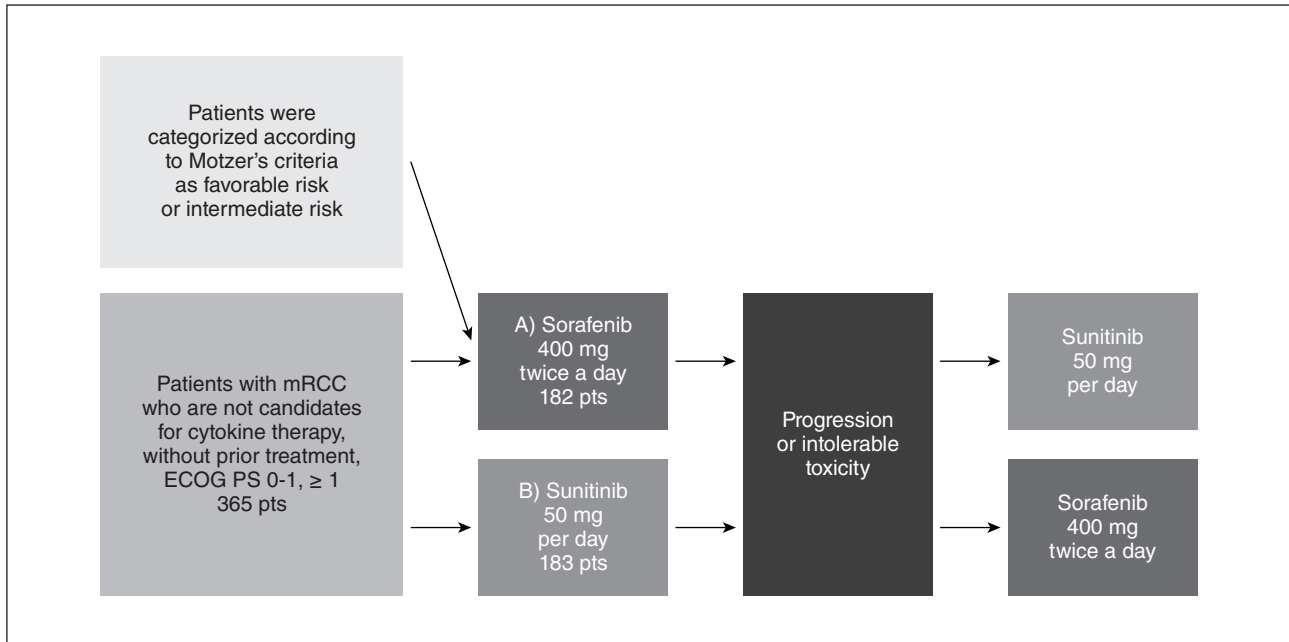 Patients were
categorized according
to Motzer's criteria
as favorable risk
or intermediate risk
Patients with mRCC
who are not candidates
for cytokine therapy,
without prior treatment,
ECOG PS 0-1, ≥ 1
365 pts
A) Sorafenib
400 mg
twice a day
182 pts
B) Sunitinib
50 mg
per day
183 pts
Progression
or intolerable
toxicity
Sunitinib
50 mg
per day
Sorafenib
400 mg
twice a day